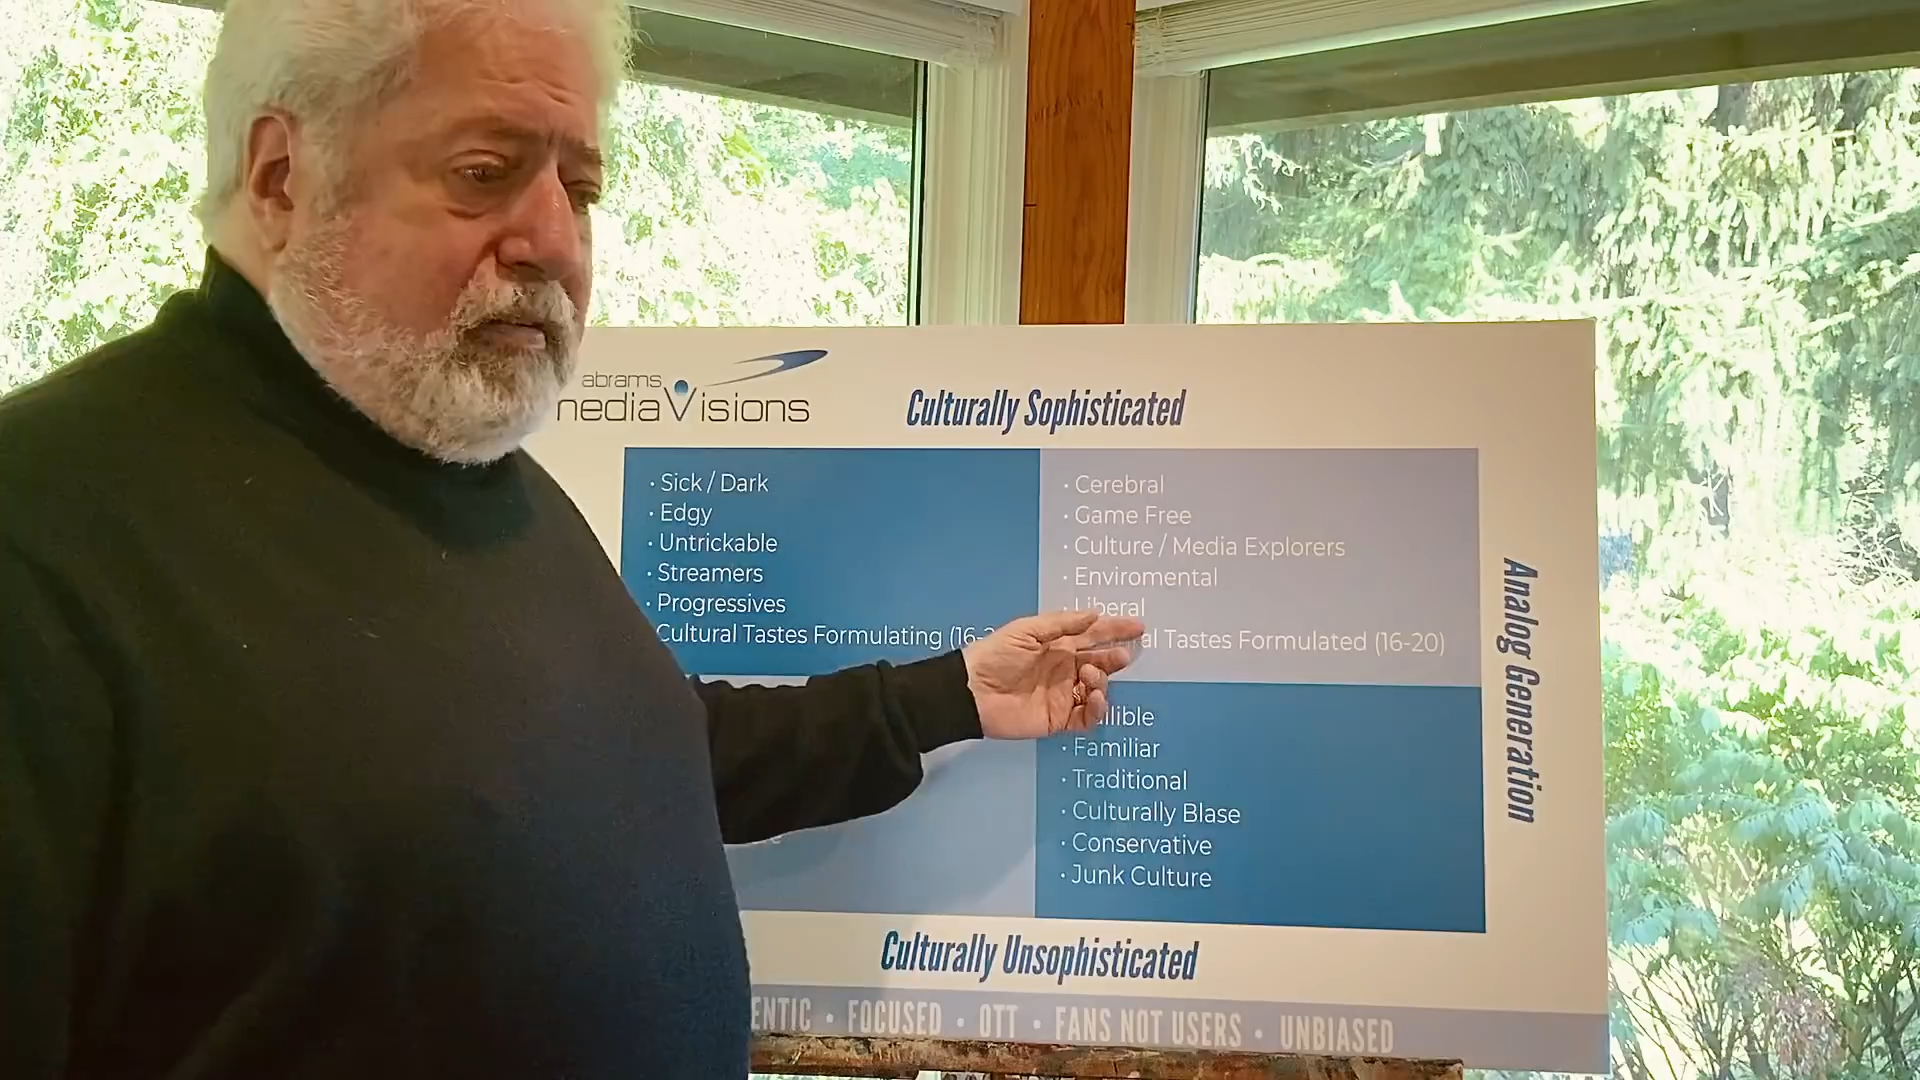 abrams
mediaVisions
Culturally Sophisticated
• Sick / Dark
• Edgy
• Untrickable
• Streamers
• Progressives
Cultural Tastes Formulating
• Cerebral
• Game Free
• Culture / Media Explorers
• Enviromental
• Liberal
Tastes Formulated (16-20)
• Familiar
• Traditional
• Culturally Blase
• Conservative
• Junk Culture
Analog Generation
Culturally Unsophisticated
• FOCUSED • OTT • FANS NOT USERS • UNBIASED